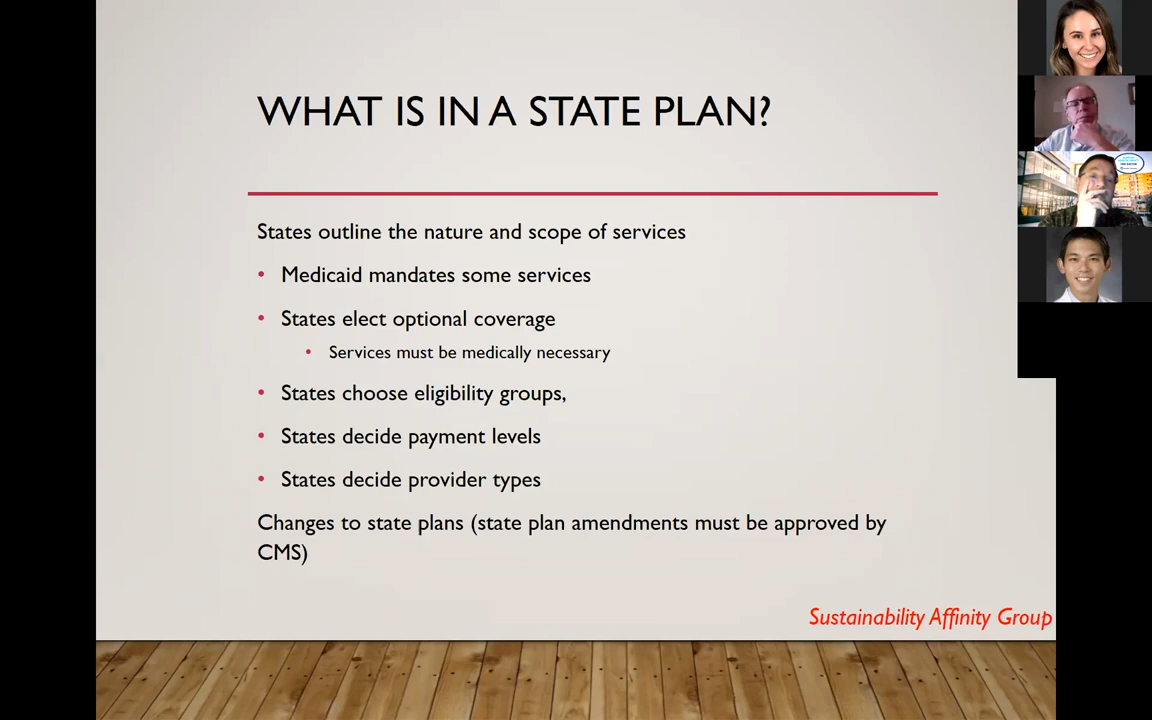 WHAT IS IN A STATE PLAN?
States outline the nature and scope of services
• Medicaid mandates some services
• States elect optional coverage
• Services must be medically necessary
• States choose eligibility groups,
• States decide payment levels
• States decide provider types
Changes to state plans (state plan amendments must be approved by
CMS)
Sustainability Affinity Group